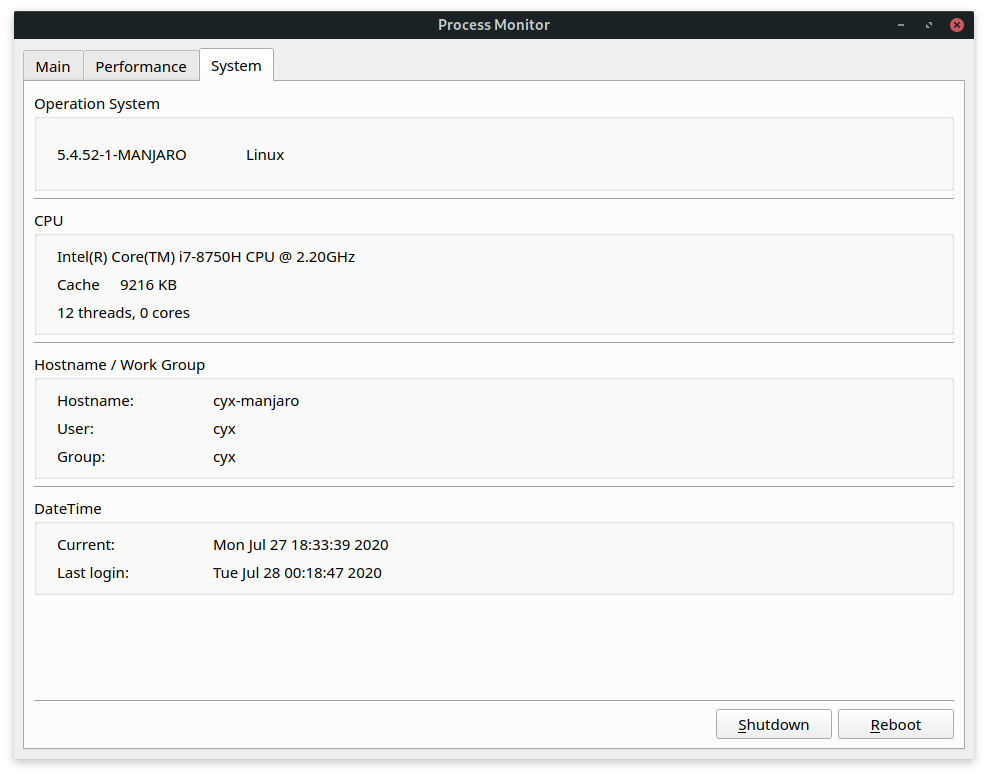 Process Monitor
Main Performance System
Operation System
5.4.52-1-MANJARO Linux
CPU
Intel(R) Core(TM) i7-8750H CPU @ 2.20GHz
Cache 9216 KB
12 threads, 0 cores
Hostname / Work Group
Hostname: cyx-manjaro
User: cyx
Group: cyx
DateTime
Current: Mon Jul 27 18:33:39 2020
Last login: Tue Jul 28 00:18:47 2020
Shutdown Reboot